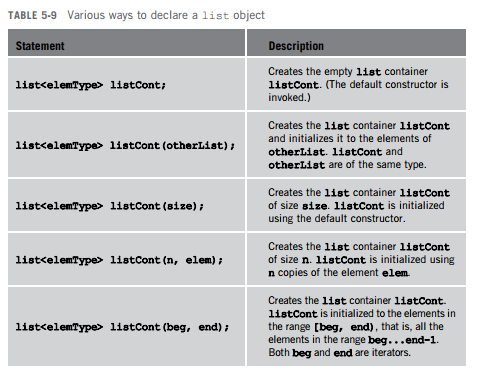 TABLE 5-9 Various ways to declare a list object
Statement Description
list<elemType> listCont;
Creates the empty list container
listCont. (The default constructor is
invoked.)
list<elemType> listCont(otherList);
Creates the list container listCont
and initializes it to the elements of
otherList. listCont and
otherList are of the same type.
list<elemType> listCont(size);
Creates the list container listCont
of size size. listCont is initialized
using the default constructor.
list<elemType> listCont(n, elem);
Creates the list container listCont
of size n. listCont is initialized using
n copies of the element elem.
list<elemType> listCont(beg, end);
Creates the list container listCont.
listCont is initialized to the elements in
the range [beg, end), that is, all the
elements in the range beg...end-1.
Both beg and end are iterators.